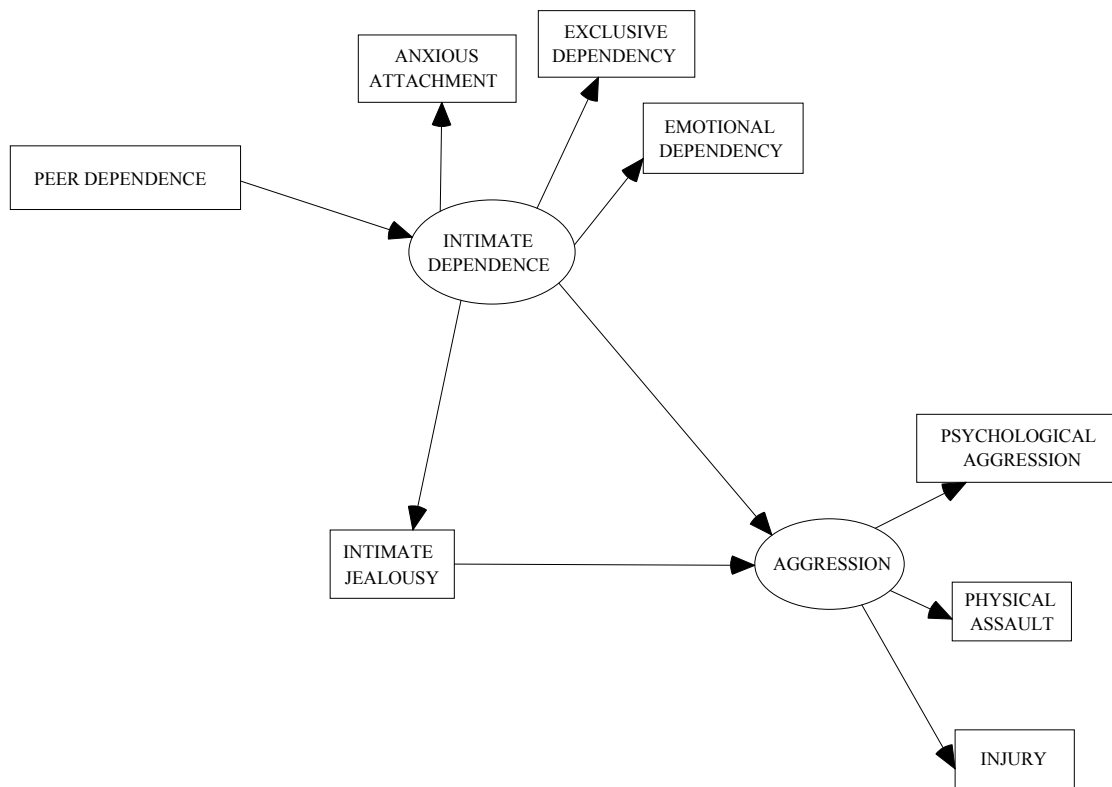 EXCLUSIVE
DEPENDENCY
ANXIOUS
ATTACHMENT
EMOTIONAL
DEPENDENCY
PEER DEPENDENCE
INTIMATE
DEPENDENCE
PSYCHOLOGICAL
AGGRESSION
INTIMATE
JEALOUSY
AGGRESSION
PHYSICAL
ASSAULT
INJURY